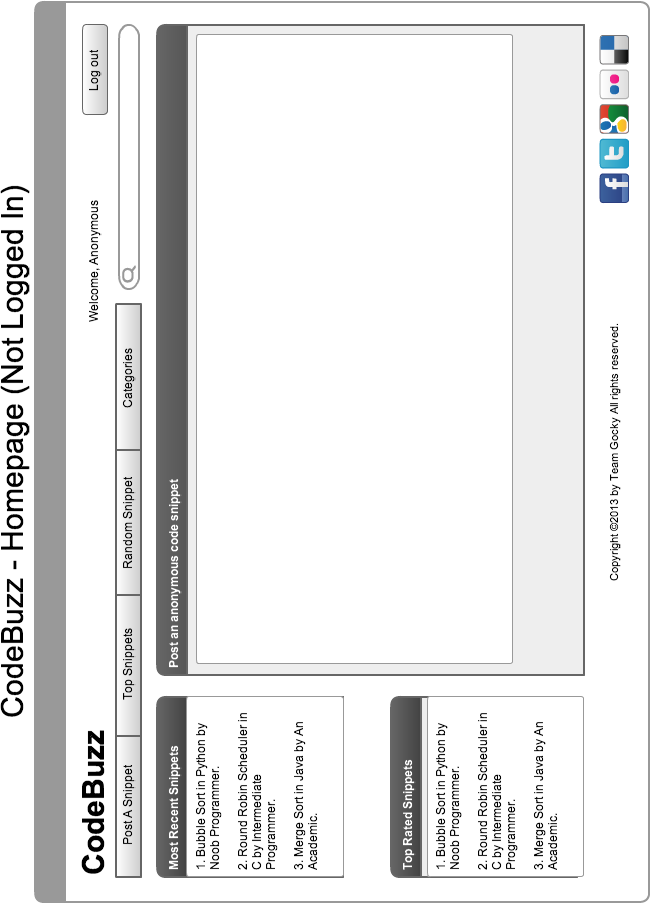 CodeBuzz - Homepage (Not Logged In)
CodeBuzz
Welcome, Anonymous
Log out
Post A Snippet
Top Snippets
Random Snippet
Categories
Most Recent Snippets
1. Bubble Sort in Python by
Noob Programmer.
2. Round Robin Scheduler in
C by Intermediate
Programmer.
3. Merge Sort in Java by An
Academic.
Post an anonymous code snippet
Top Rated Snippets
1. Bubble Sort in Python by
Noob Programmer.
2. Round Robin Scheduler in
C by Intermediate
Programmer.
3. Merge Sort in Java by An
Academic.
Copyright ©2013 by Team Gocky All rights reserved.
f
t
g